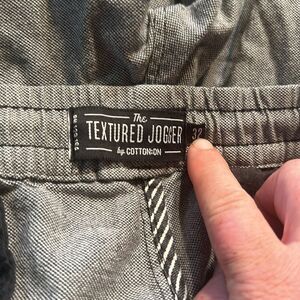 The
TEXTURED JOGGER
by COTTON:ON
32